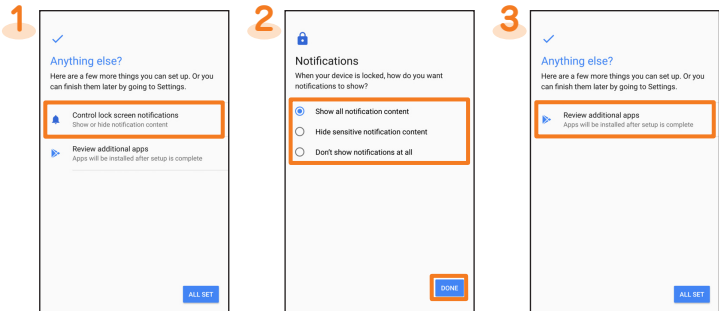 1
Anything else?
Here are a few more things you can set up. Or you
can finish them later by going to Settings.
Control lock screen notifications
Show or hide notification content
Review additional apps
Apps will be installed after setup is complete
ALL SET
2
Notifications
When your device is locked, how do you want
notifications to show?
Show all notification content
Hide sensitive notification content
Don't show notifications at all
DONE
3
Anything else?
Here are a few more things you can set up. Or you
can finish them later by going to Settings.
Review additional apps
Apps will be installed after setup is complete
ALL SET